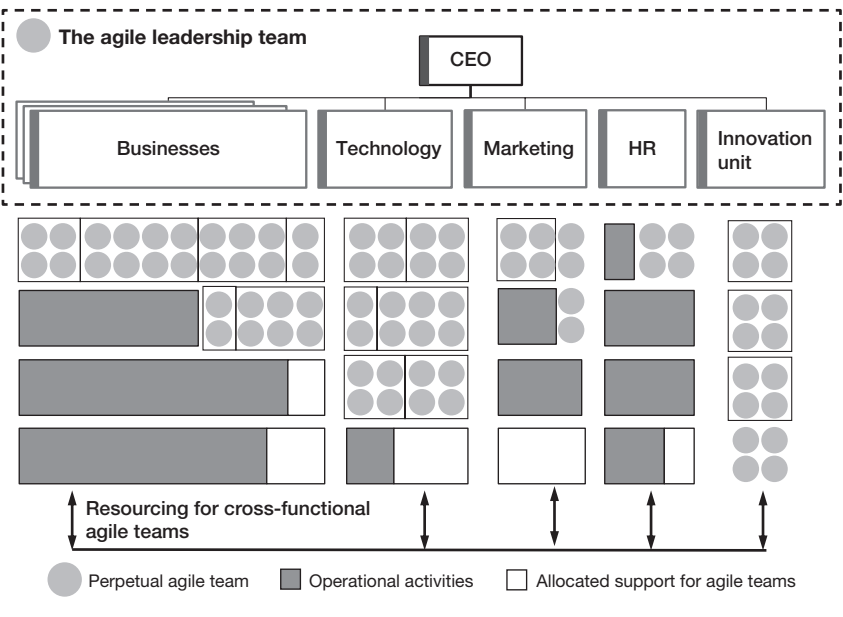 The agile leadership team
CEO
Businesses
Technology
Marketing
HR
Innovation
unit
Resourcing for cross-functional
agile teams
Perpetual agile team
Operational activities
Allocated support for agile teams